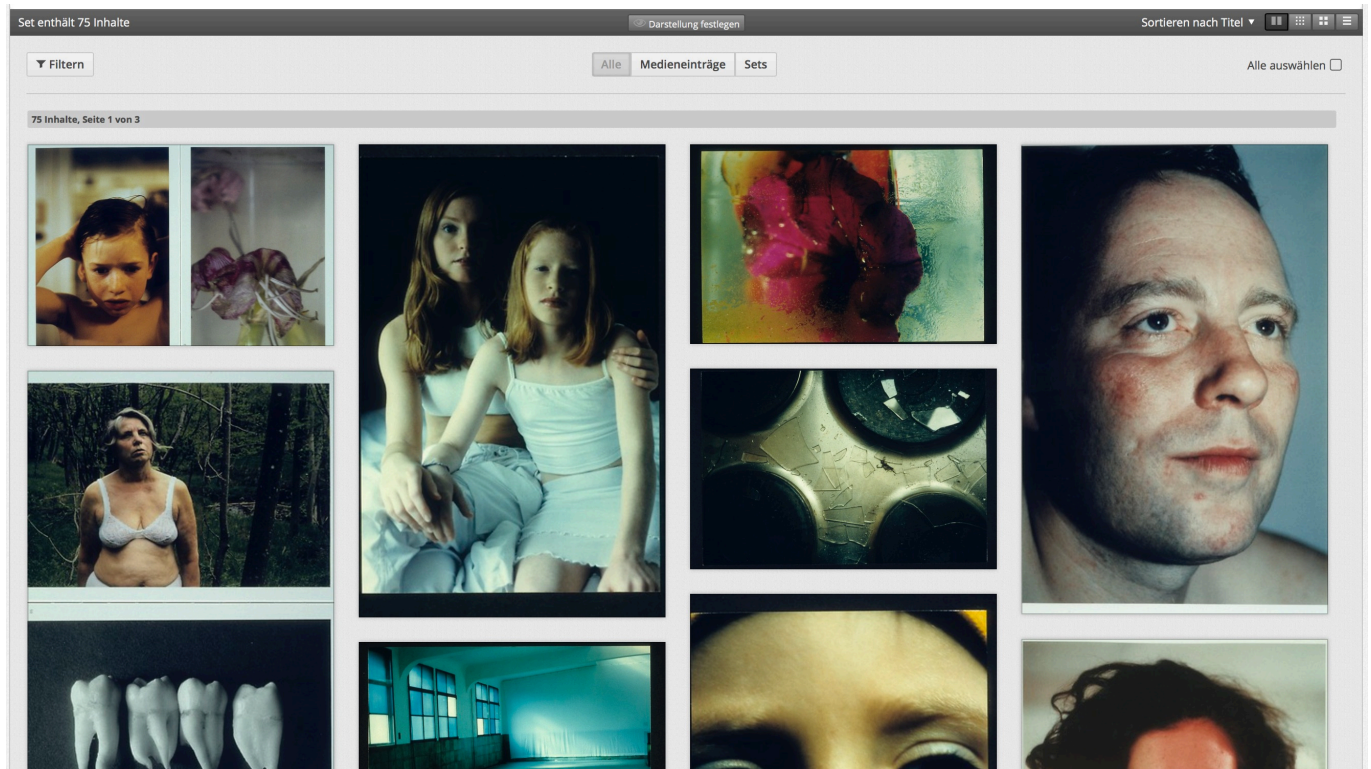 Set enthält 75 Inhalte
Darstellung festlegen
Sortieren nach Titel
Filtern
Alle
Medieneinträge
Sets
Alle auswählen
75 Inhalte, Seite 1 von 3